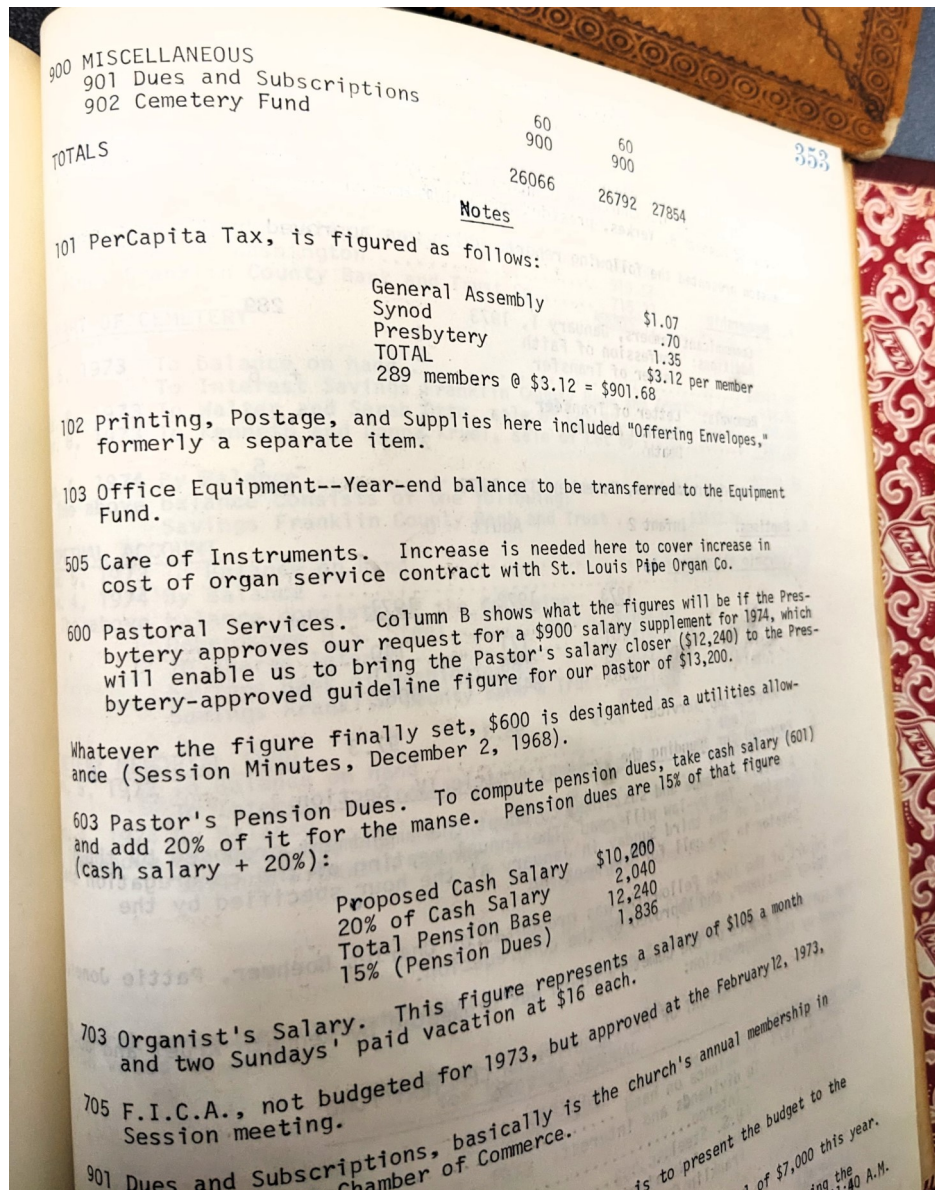 353
900 MISCELLANEOUS
901 Dues and Subscriptions 60 60
902 Cemetery Fund 900 900
TOTALS 26066 26792 27854
Notes
101 PerCapita Tax, is figured as follows:
General Assembly $1.07
Synod .70
Presbytery 1.35
TOTAL $3.12 per member
289 members @ $3.12 = $901.68
102 Printing, Postage, and Supplies here included "Offering Envelopes,"
formerly a separate item.
103 Office Equipment--Year-end balance to be transferred to the Equipment
Fund.
505 Care of Instruments. Increase is needed here to cover increase in
cost of organ service contract with St. Louis Pipe Organ Co.
600 Pastoral Services. Column B shows what the figures will be if the Pres-
bytery approves our request for a $900 salary supplement for 1974, which
will enable us to bring the Pastor's salary closer ($12,240) to the Pres-
bytery-approved guideline figure for our pastor of $13,200.
Whatever the figure finally set, $600 is desiganted as a utilities allow-
ance (Session Minutes, December 2, 1968).
603 Pastor's Pension Dues. To compute pension dues, take cash salary (601)
and add 20% of it for the manse. Pension dues are 15% of that figure
(cash salary + 20%):
Proposed Cash Salary $10,200
20% of Cash Salary 2,040
Total Pension Base 12,240
15% (Pension Dues) 1,836
703 Organist's Salary. This figure represents a salary of $105 a month
and two Sundays' paid vacation at $16 each.
705 F.I.C.A., not budgeted for 1973, but approved at the February 12, 1973,
Session meeting.
901 Dues and Subscriptions, basically is the church's annual membership in
Chamber of Commerce.
is to present the budget to the
of $7,000 this year.
ing the
:40 A.M.
McM
McM
McM